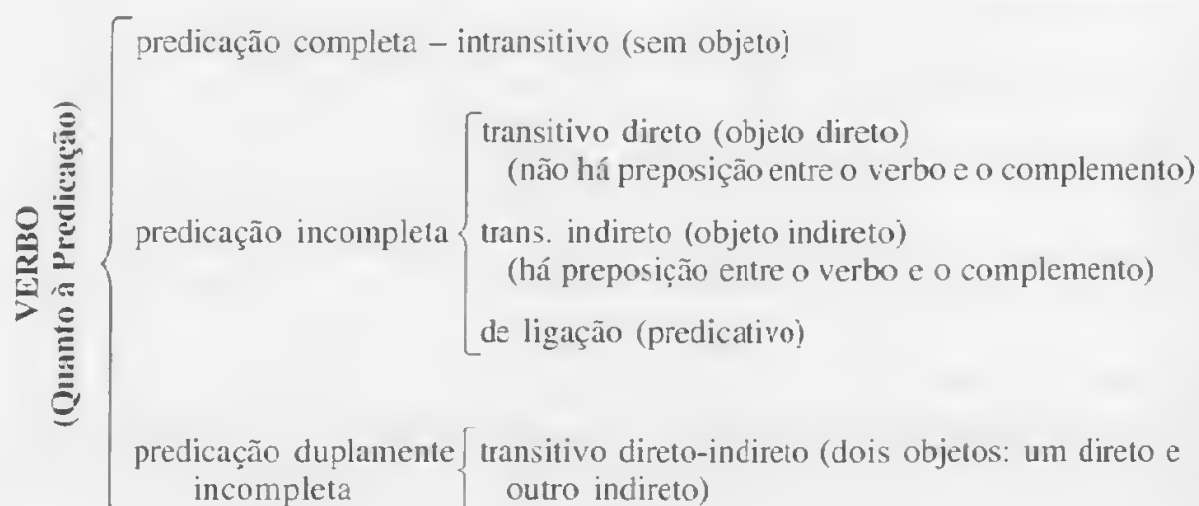 VERBO
(Quanto à Predicação)
predicação completa – intransitivo (sem objeto)
predicação incompleta
transitivo direto (objeto direto)
(não há preposição entre o verbo e o complemento)
trans. indireto (objeto indireto)
(há preposição entre o verbo e o complemento)
de ligação (predicativo)
predicação duplamente
incompleta
transitivo direto-indireto (dois objetos: um direto e
outro indireto)